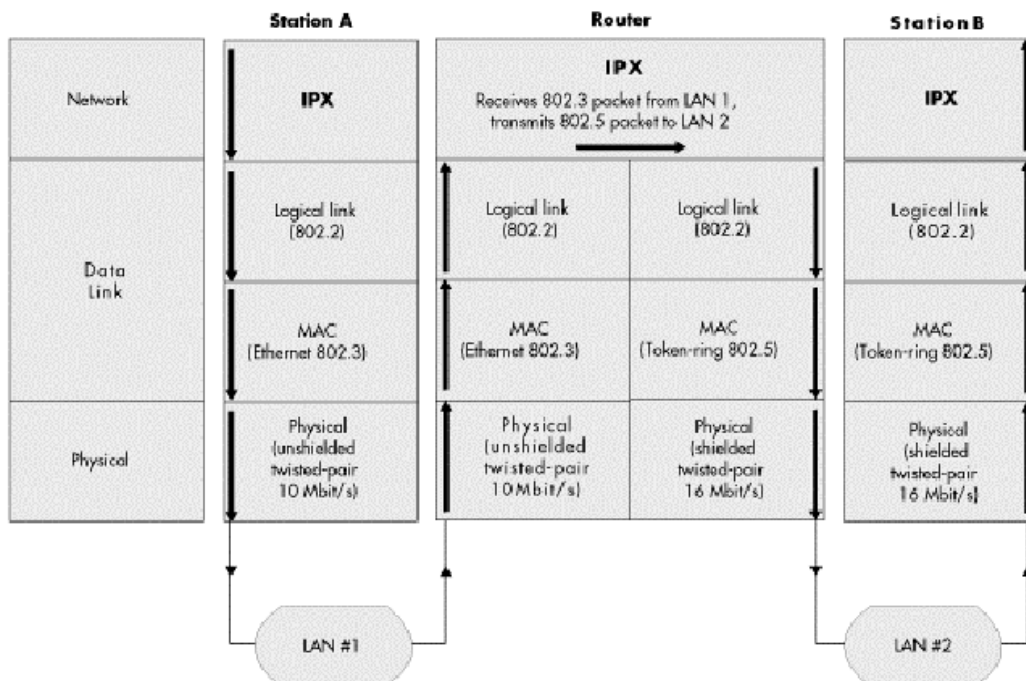 Station A
Router
Station B
Network
IPX
IPX
Receives 802.3 packet from LAN 1,
transmits 802.5 packet to LAN 2
IPX
Data
Link
Logical link
(802.2)
Logical link
(802.2)
Logical link
(802.2)
Logical link
(802.2)
MAC
(Ethernet 802.3)
MAC
(Ethernet 802.3)
MAC
(Token-ring 802.5)
MAC
(Token-ring 802.5)
Physical
Physical
(unshielded
twisted-pair
10 Mbit/s)
Physical
(unshielded
twisted-pair
10Mbit/s)
Physical
(shielded
twisted-pair
16 Mbit/s)
Physical
(shielded
twisted-pair
16 Mbit/s)
LAN #1
LAN #2